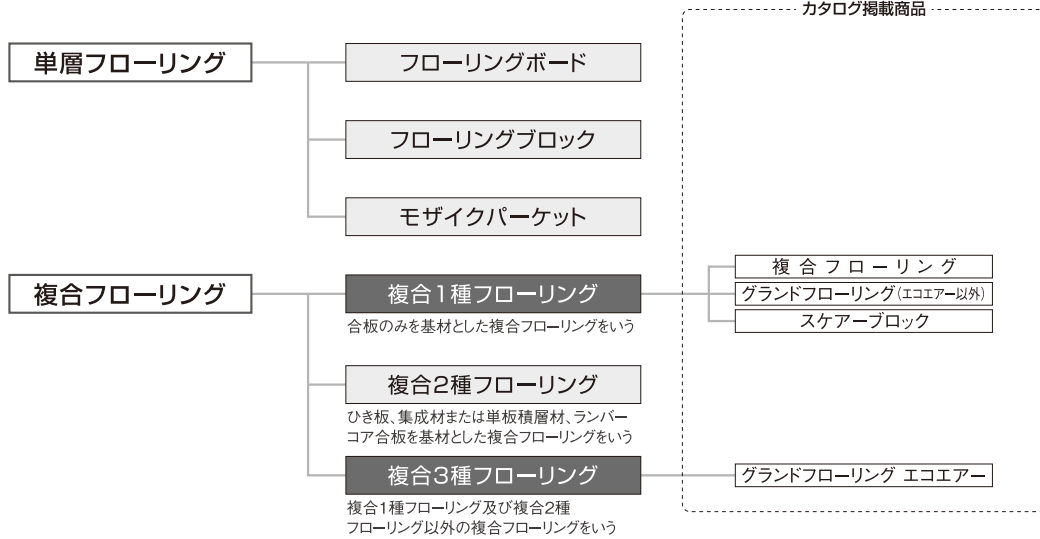 カタログ掲載商品
単層フローリング
フローリングボード
フローリングブロック
モザイクパーケット
複合フローリング
複合1種フローリング
合板のみを基材とした複合フローリングをいう
複合フローリング
グランドフローリング(エコエアー以外)
スケアーブロック
複合2種フローリング
ひき板、集成材または単板積層材、ランバー
コア合板を基材とした複合フローリングをいう
複合3種フローリング
複合1種フローリング及び複合2種
フローリング以外の複合フローリングをいう
グランドフローリング エコエアー